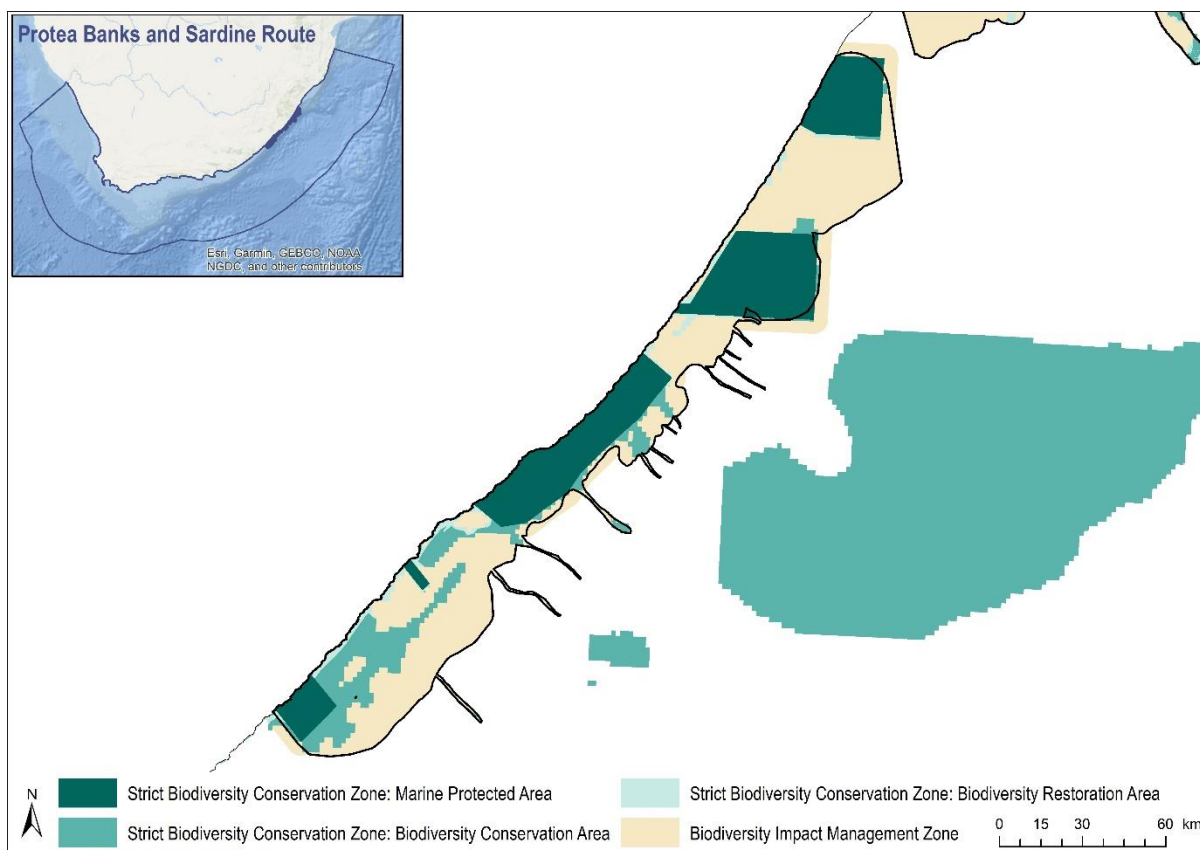 Protea Banks and Sardine Route
Esri, Garmin, GEBCO, NOAA
NGDC, and other contributors
N
Strict Biodiversity Conservation Zone: Marine Protected Area
Strict Biodiversity Conservation Zone: Biodiversity Conservation Area
Strict Biodiversity Conservation Zone: Biodiversity Restoration Area
Biodiversity Impact Management Zone
0 15 30 60 km